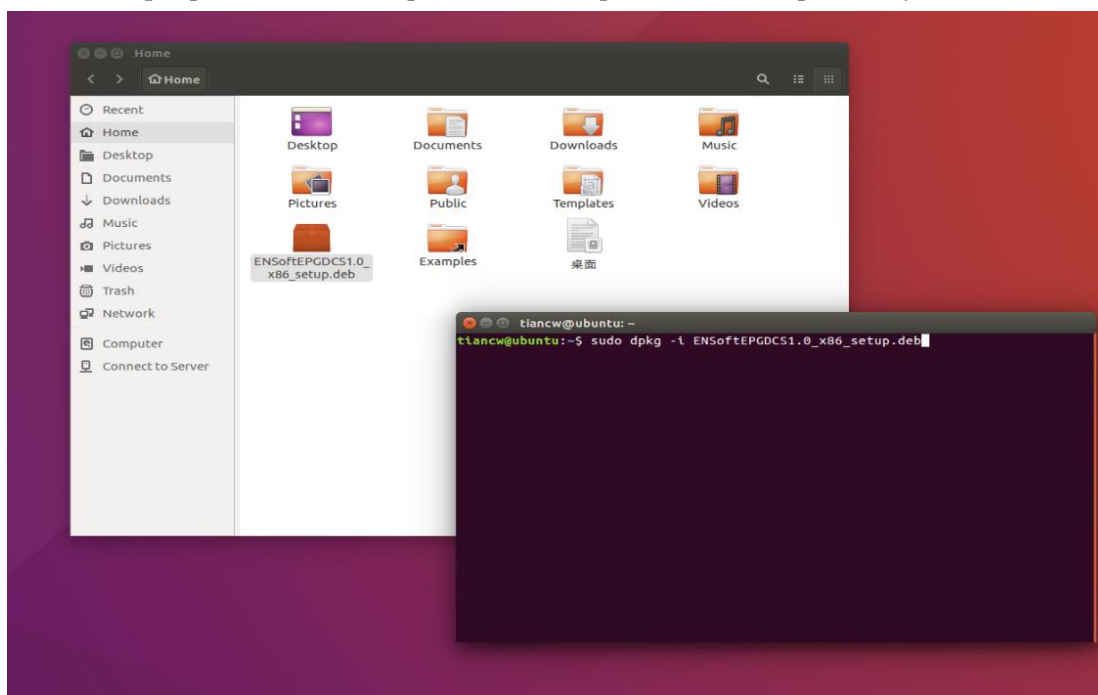 Home
Home
Recent
Home
Desktop
Documents
Downloads
Music
Pictures
Videos
Trash
Network
Computer
Connect to Server
Desktop
Documents
Downloads
Music
Pictures
Public
Templates
Videos
ENSoftEPGDCS1.0_
x86_setup.deb
Examples
桌面
tiancw@ubuntu: ~
tiancw@ubuntu:~$ sudo dpkg -i ENSoftEPGDCS1.0_x86_setup.deb